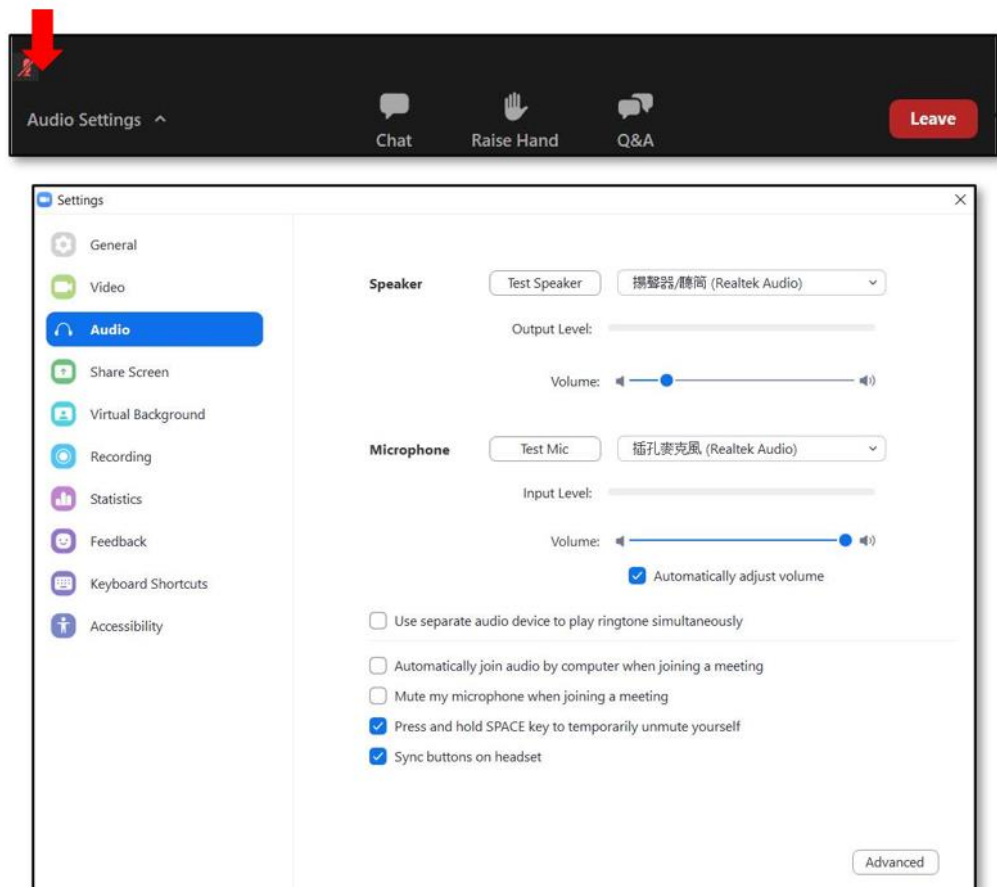 Audio Settings ^
Chat
Raise Hand
Q&A
Leave
Settings
General
Video
Audio
Share Screen
Virtual Background
Recording
Statistics
Feedback
Keyboard Shortcuts
Accessibility
Speaker Test Speaker 揚聲器/聽筒 (Realtek Audio)
Output Level:
Volume:
Microphone Test Mic 插孔麥克風 (Realtek Audio)
Input Level:
Volume:
Automatically adjust volume
Use separate audio device to play ringtone simultaneously
Automatically join audio by computer when joining a meeting
Mute my microphone when joining a meeting
Press and hold SPACE key to temporarily unmute yourself
Sync buttons on headset
Advanced